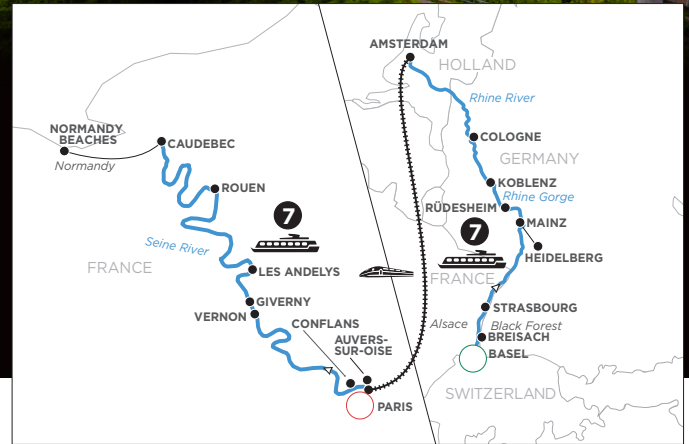 AMSTERDAM
HOLLAND
Rhine River
NORMANDY
BEACHES
Normandy
CAUDEBEC
COLOGNE
GERMANY
ROUEN
KOBLENZ
Rhine Gorge
RÜDESHEIM
7
7
MAINZ
Seine River
HEIDELBERG
FRANCE
LES ANDELYS
FRANCE
GIVERNY
STRASBOURG
VERNON
CONFLANS
Alsace
Black Forest
AUVERS-
SUR-OISE
BREISACH
BASEL
SWITZERLAND
PARIS